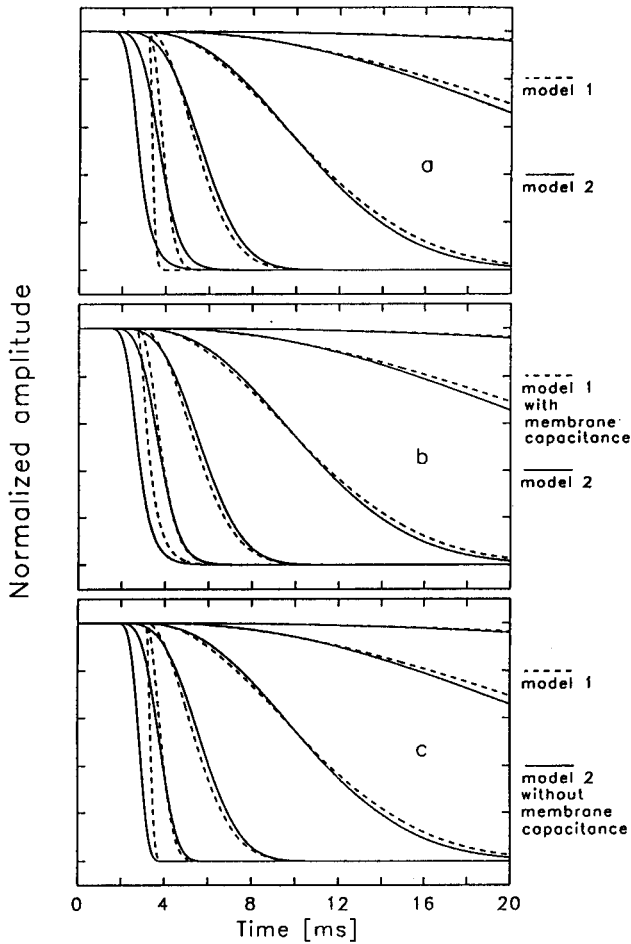 model 1
a
model 2
Normalized amplitude
model 1
with
membrane
capacitance
b
model 2
model 1
c
model 2
without
membrane
capacitance
0 4 8 12 16 20
Time [ms]